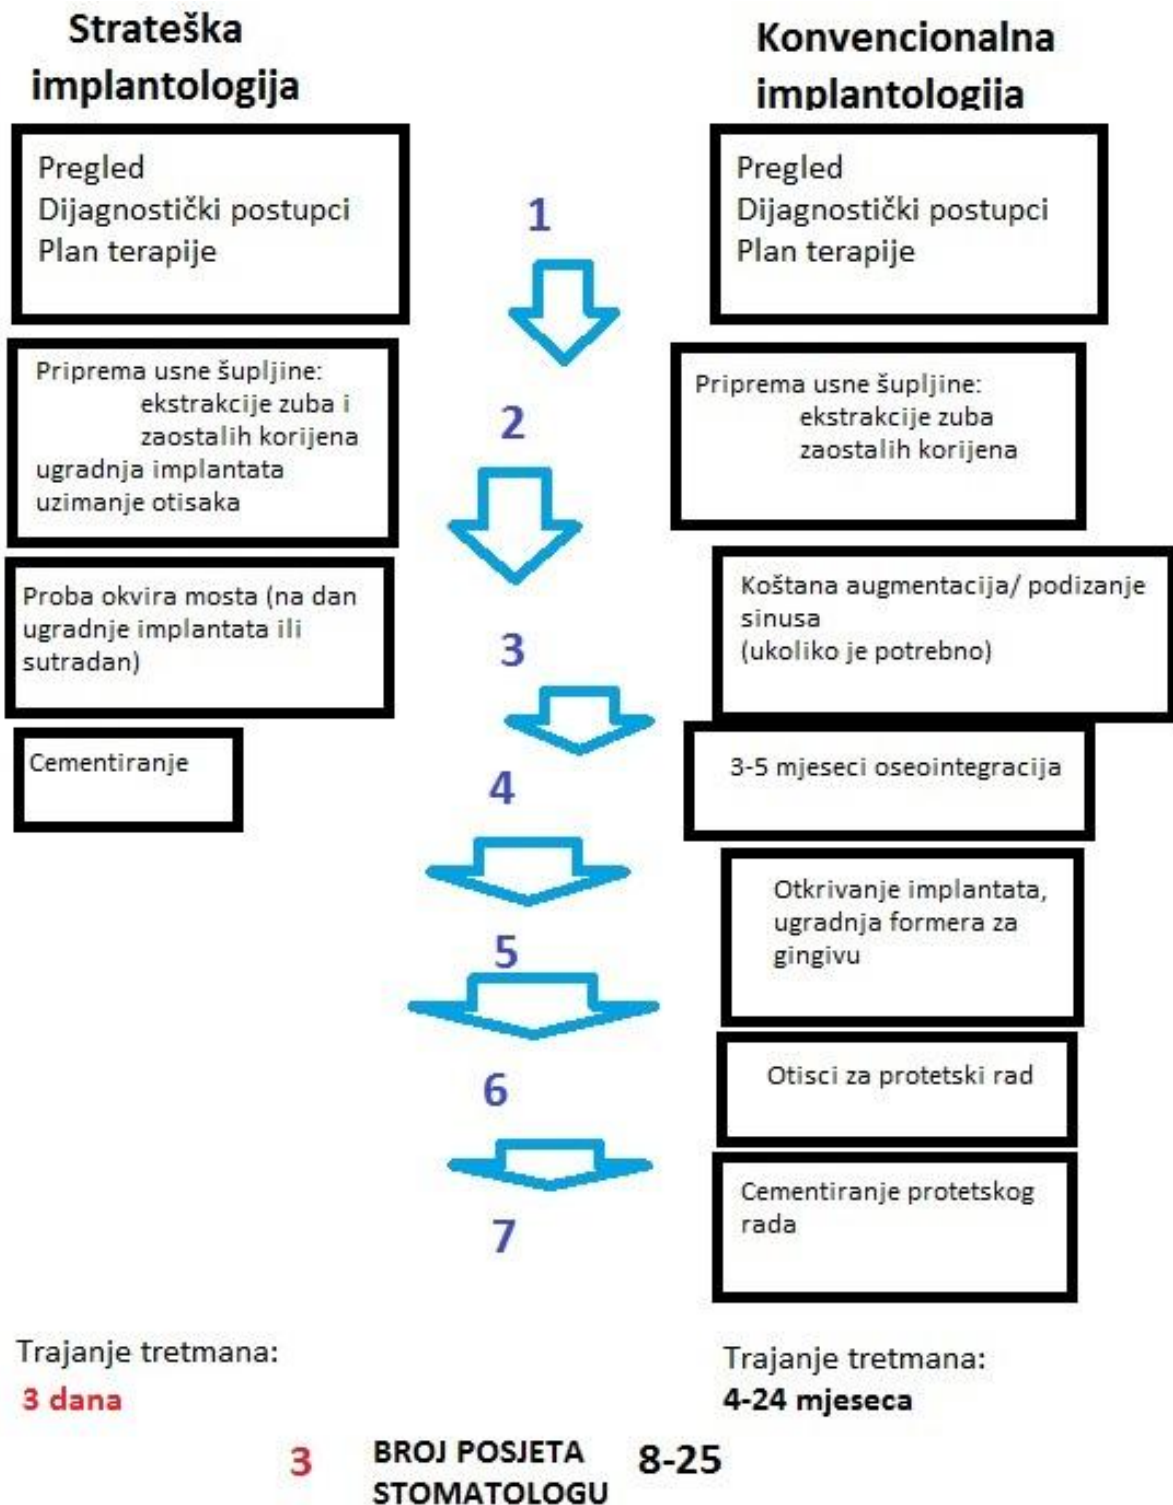 Strateška
implantologija
Konvencionalna
implantologija
Pregled
Dijagnostički postupci
Plan terapije
1
Pregled
Dijagnostički postupci
Plan terapije
Priprema usne šupljine:
ekstrakcije zuba i
zaostalih korijena
ugradnja implantata
uzimanje otisaka
2
Priprema usne šupljine:
ekstrakcije zuba
zaostalih korijena
Proba okvira mosta (na dan
ugradnje implantata ili
sutradan)
3
Koštana augmentacija/ podizanje
sinusa
(ukoliko je potrebno)
Cementiranje
4
3-5 mjeseci oseointegracija
5
Otkrivanje implantata,
ugradnja formera za
gingivu
6
Otisci za protetski rad
7
Cementiranje protetskog
rada
Trajanje tretmana:
3 dana
Trajanje tretmana:
4-24 mjeseca
3 BROJ POSJETA 8-25
STOMATOLOGU